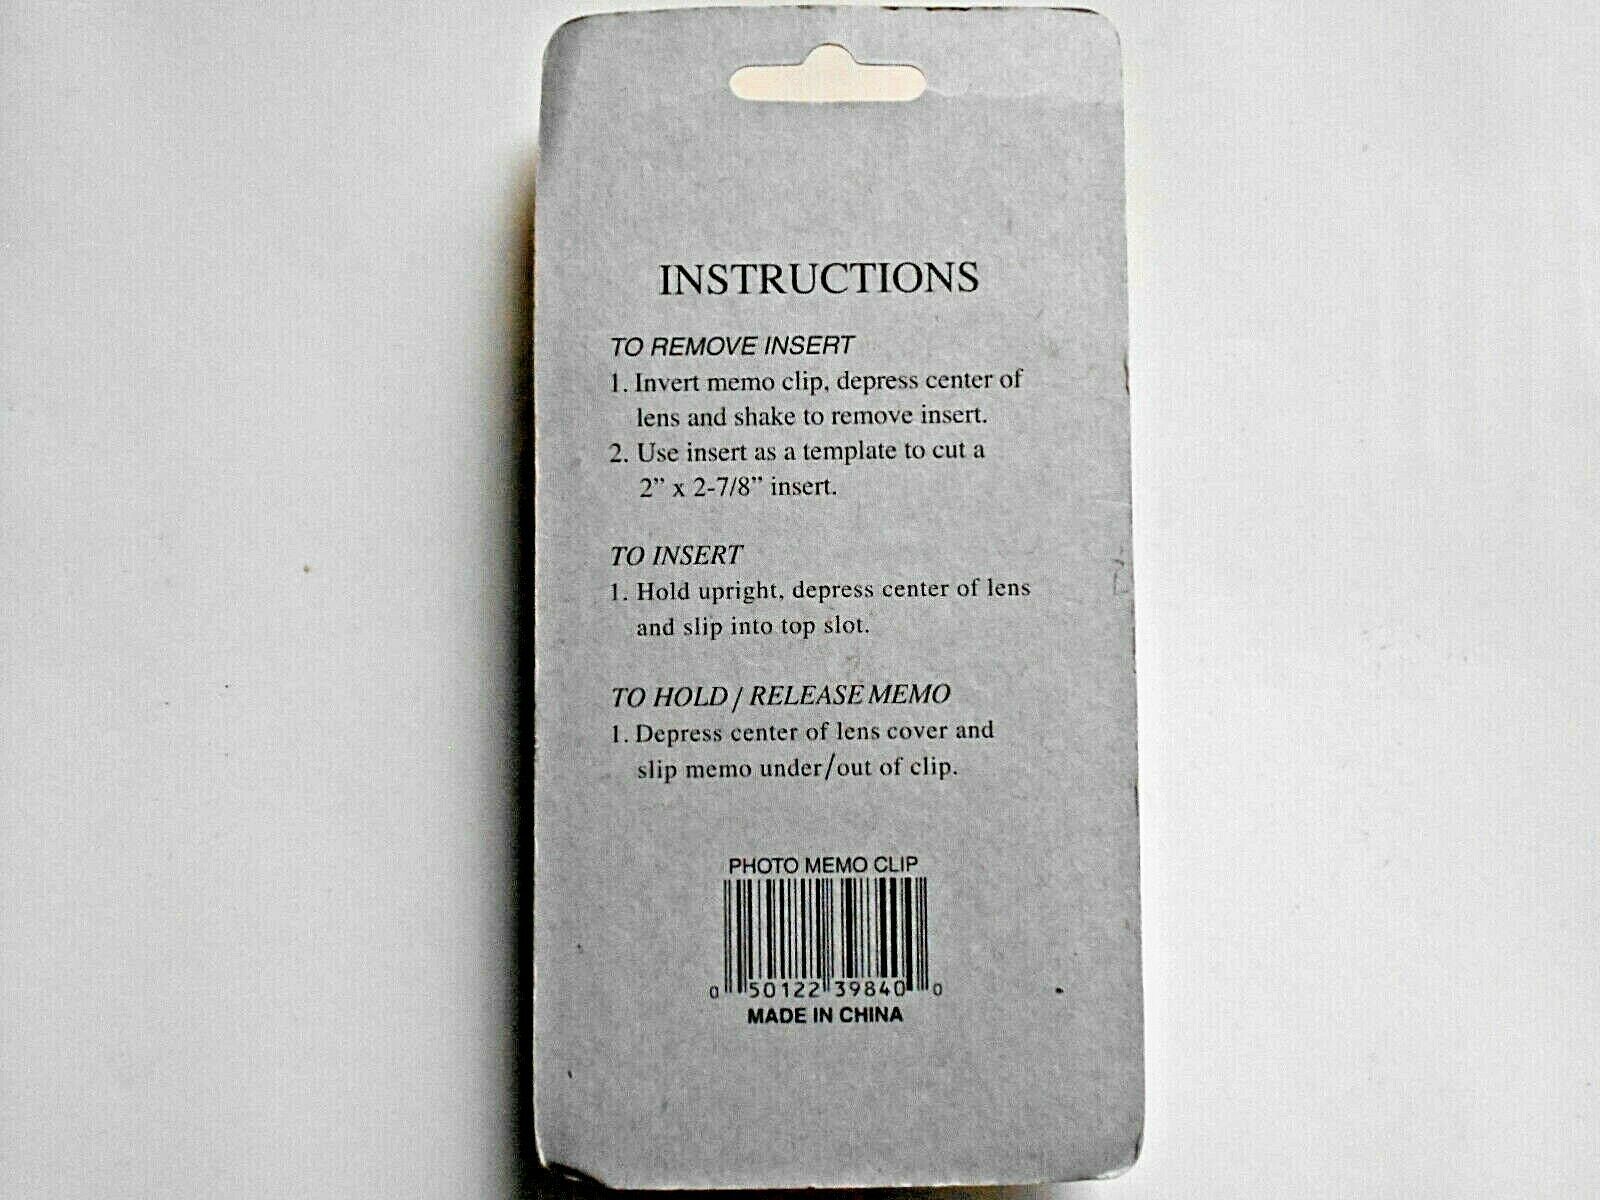 INSTRUCTIONS
TO REMOVE INSERT
1. Invert memo clip, depress center of
lens and shake to remove insert.
2. Use insert as a template to cut a
2” x 2-7/8” insert.
TO INSERT
1. Hold upright, depress center of lens
and slip into top slot.
TO HOLD / RELEASE MEMO
1. Depress center of lens cover and
slip memo under/out of clip.
PHOTO MEMO CLIP
0 50122 39840 0
MADE IN CHINA